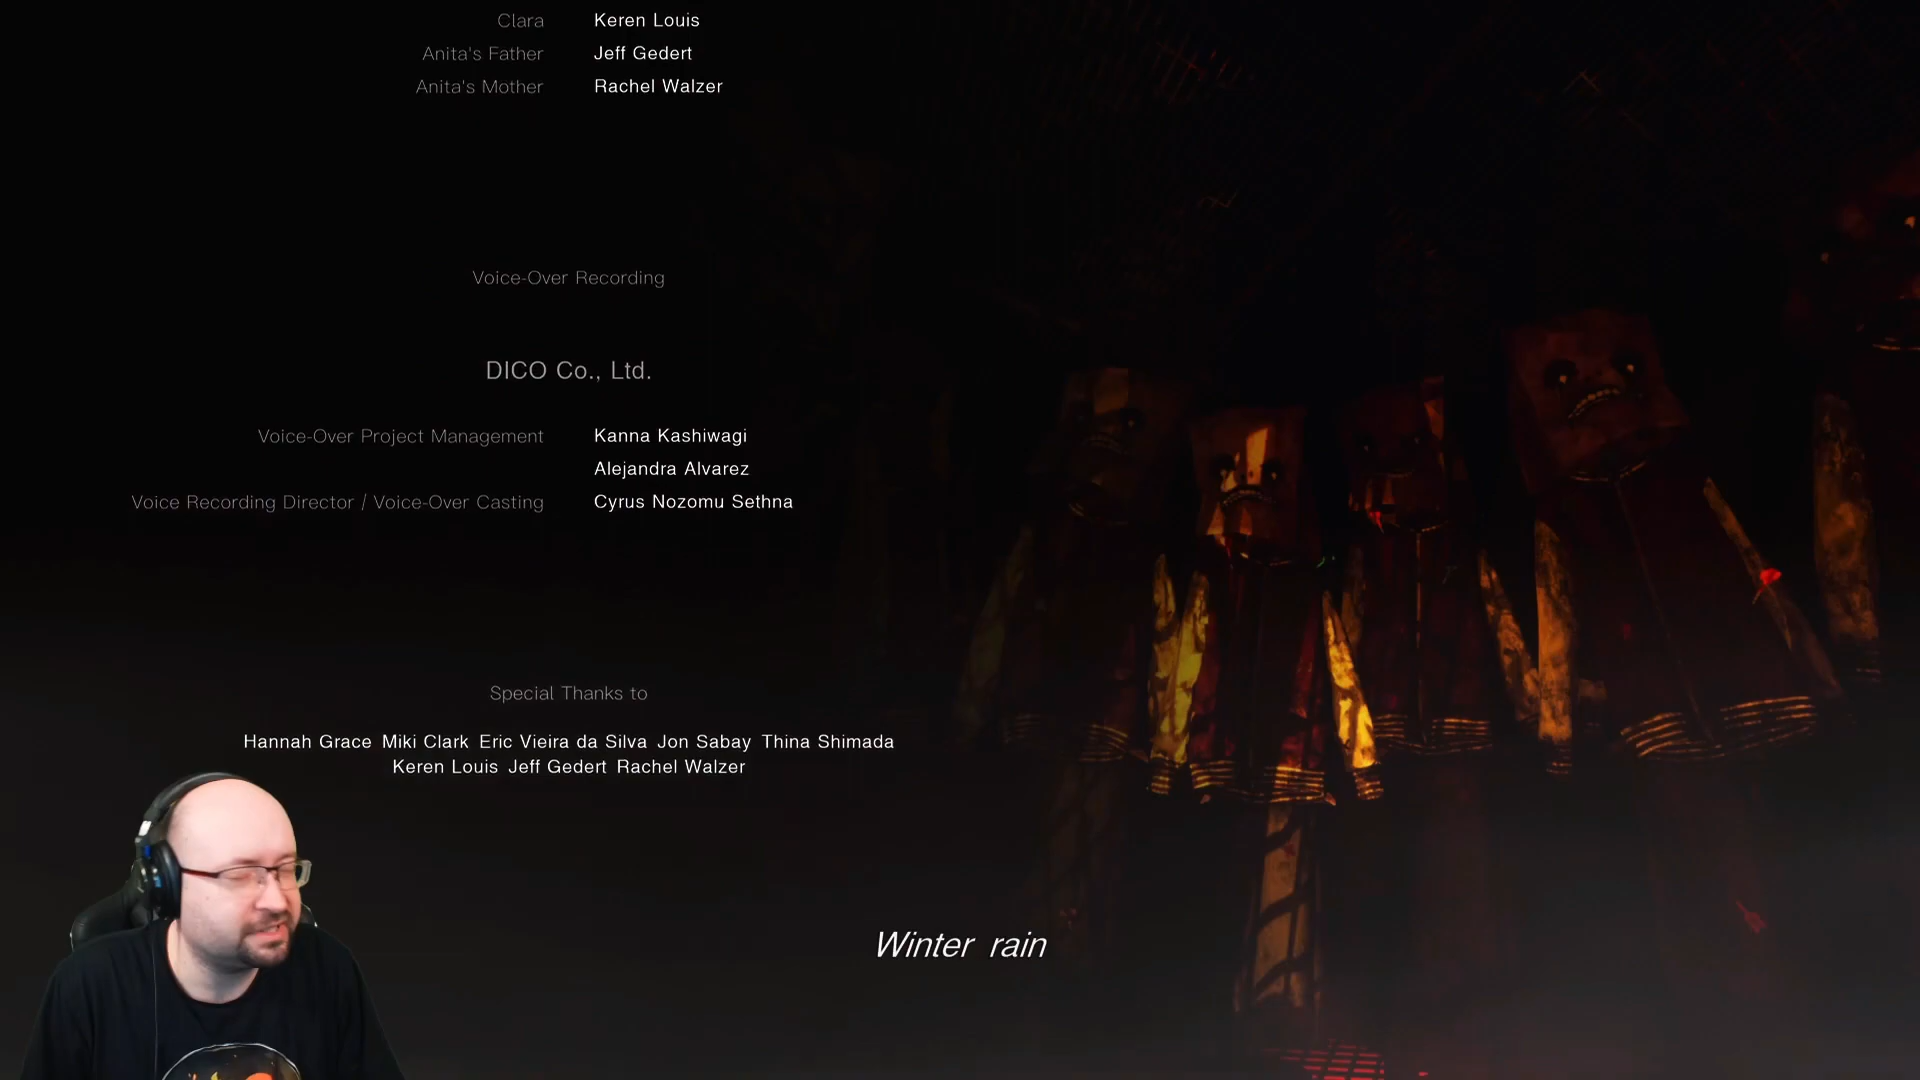 Clara Keren Louis
Anita's Father Jeff Gedert
Anita's Mother Rachel Walzer
Voice-Over Recording
DICO Co., Ltd.
Voice-Over Project Management Kanna Kashiwagi
Alejandra Alvarez
Voice Recording Director / Voice-Over Casting Cyrus Nozomu Sethna
Special Thanks to
Hannah Grace Miki Clark Eric Vieira da Silva Jon Sabay Thina Shimada
Keren Louis Jeff Gedert Rachel Walzer
Winter rain